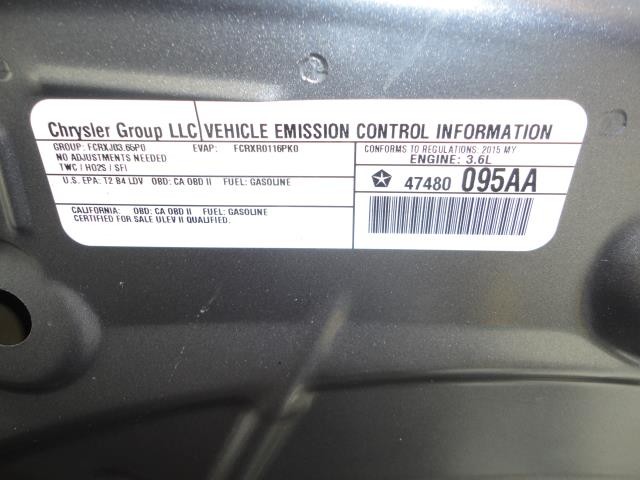 Chrysler Group LLC VEHICLE EMISSION CONTROL INFORMATION
GROUP: FCRXJ03.65P0 EVAP: FCRXR0116PK0
NO ADJUSTMENTS NEEDED
TWC / HO2S / SFI
CONFORMS TO REGULATIONS: 2015 MY
ENGINE: 3.6L
U.S. EPA: T2 B4 LDV OBD: CA OBD II FUEL: GASOLINE
47480 095AA
CALIFORNIA: OBD: CA OBD II FUEL: GASOLINE
CERTIFIED FOR SALE ULEV II QUALIFIED.